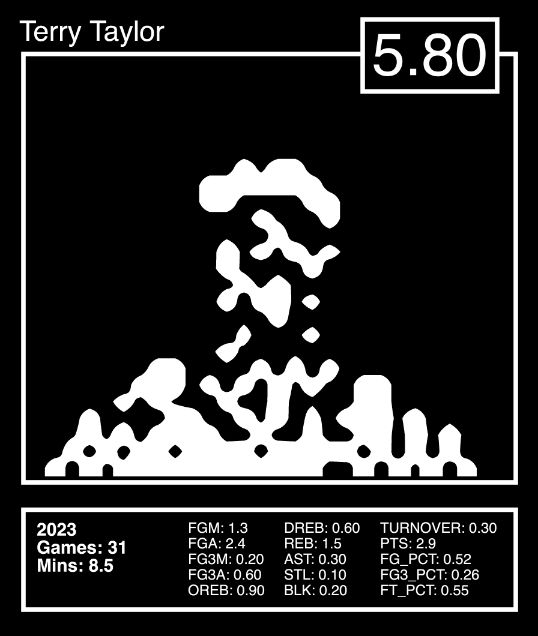 Terry Taylor
5.80
2023
Games: 31
Mins: 8.5
FGM: 1.3
FGA: 2.4
FG3M: 0.20
FG3A: 0.60
OREB: 0.90
DREB: 0.60
REB: 1.5
AST: 0.30
STL: 0.10
BLK: 0.20
TURNOVER: 0.30
PTS: 2.9
FG_PCT: 0.52
FG3_PCT: 0.26
FT_PCT: 0.55